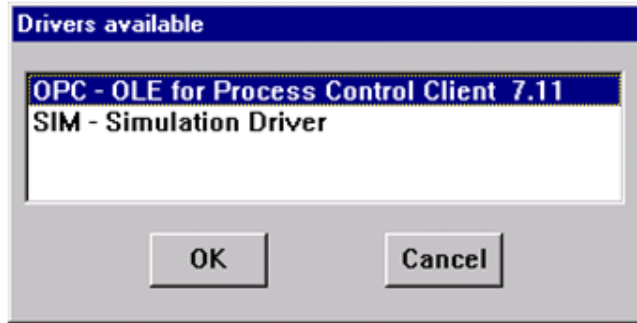 Drivers available
OPC - OLE for Process Control Client 7.11
SIM - Simulation Driver
OK Cancel